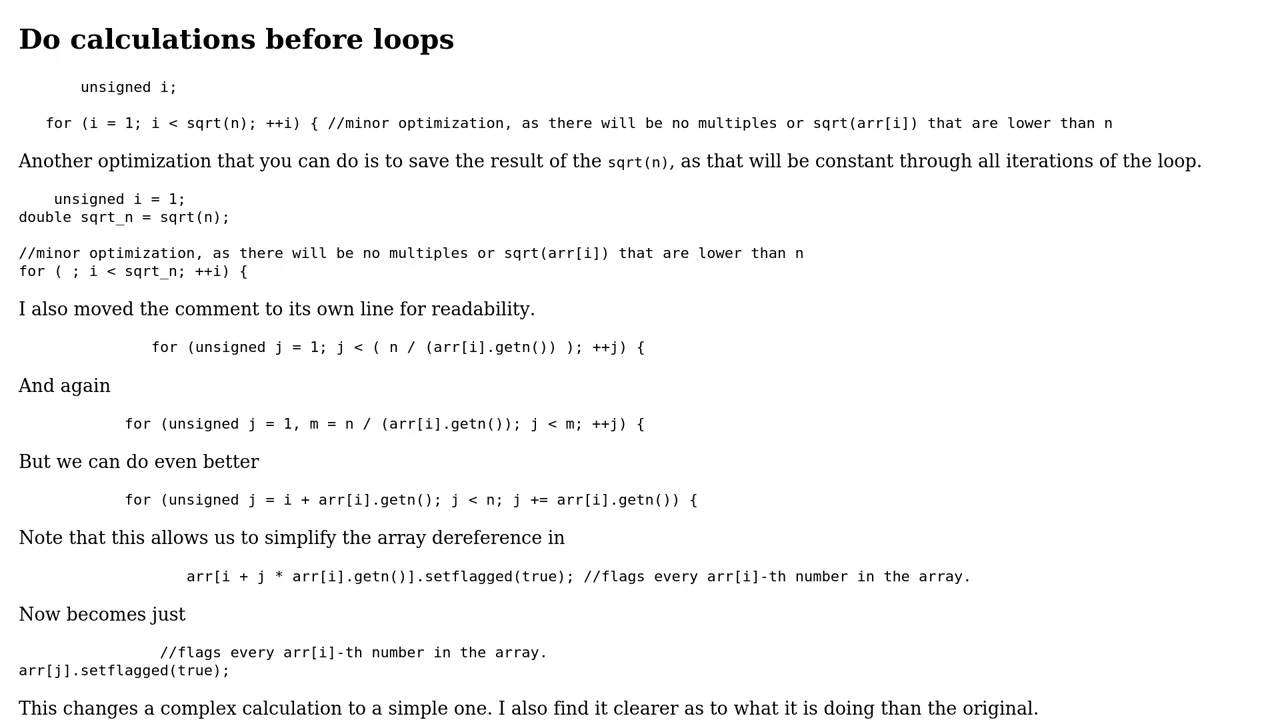 Do calculations before loops
unsigned i;
for (i = 1; i < sqrt(n); ++i) { //minor optimization, as there will be no multiples or sqrt(arr[i]) that are lower than n
Another optimization that you can do is to save the result of the sqrt(n), as that will be constant through all iterations of the loop.
unsigned i = 1;
double sqrt_n = sqrt(n);
//minor optimization, as there will be no multiples or sqrt(arr[i]) that are lower than n
for ( ; i < sqrt_n; ++i) {
I also moved the comment to its own line for readability.
for (unsigned j = 1; j < ( n / (arr[i].getn()) ); ++j) {
And again
for (unsigned j = 1, m = n / (arr[i].getn()); j < m; ++j) {
But we can do even better
for (unsigned j = i + arr[i].getn(); j < n; j += arr[i].getn()) {
Note that this allows us to simplify the array dereference in
arr[i + j * arr[i].getn()].setflagged(true); //flags every arr[i]-th number in the array.
Now becomes just
//flags every arr[i]-th number in the array.
arr[j].setflagged(true);
This changes a complex calculation to a simple one. I also find it clearer as to what it is doing than the original.